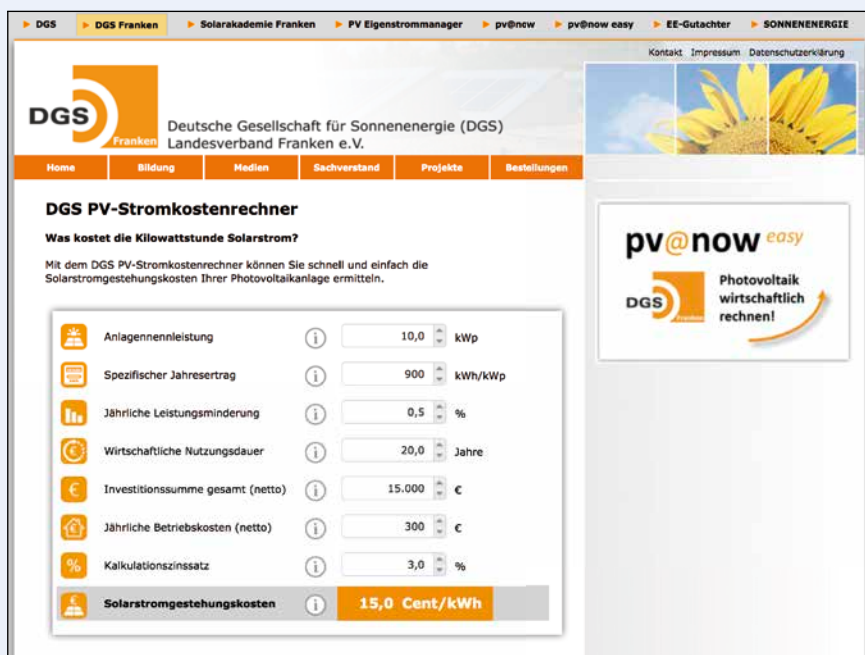 DGS DGS Franken Solarakademie Franken PV Eigenstrommanager pv@now pv@now easy EE-Gutachter SONNENENERGIE
Kontakt Impressum Datenschutzerklärung
DGS
Franken
Deutsche Gesellschaft für Sonnenenergie (DGS)
Landesverband Franken e.V.
Home Bildung Medien Sachverstand Projekte Bestellungen
DGS PV-Stromkostenrechner
Was kostet die Kilowattstunde Solarstrom?
Mit dem DGS PV-Stromkostenrechner können Sie schnell und einfach die
Solarstromgestehungskosten Ihrer Photovoltaikanlage ermitteln.
Anlagennennleistung i 10,0 kWp
Spezifischer Jahresertrag i 900 kWh/kWp
Jährliche Leistungsminderung i 0,5 %
Wirtschaftliche Nutzungsdauer i 20,0 Jahre
€ Investitionssumme gesamt (netto) i 15.000 €
€ Jährliche Betriebskosten (netto) i 300 €
% Kalkulationszinssatz i 3,0 %
Solarstromgestehungskosten i 15,0 Cent/kWh
pv@now easy
DGS
Franken
Photovoltaik
wirtschaftlich
rechnen!